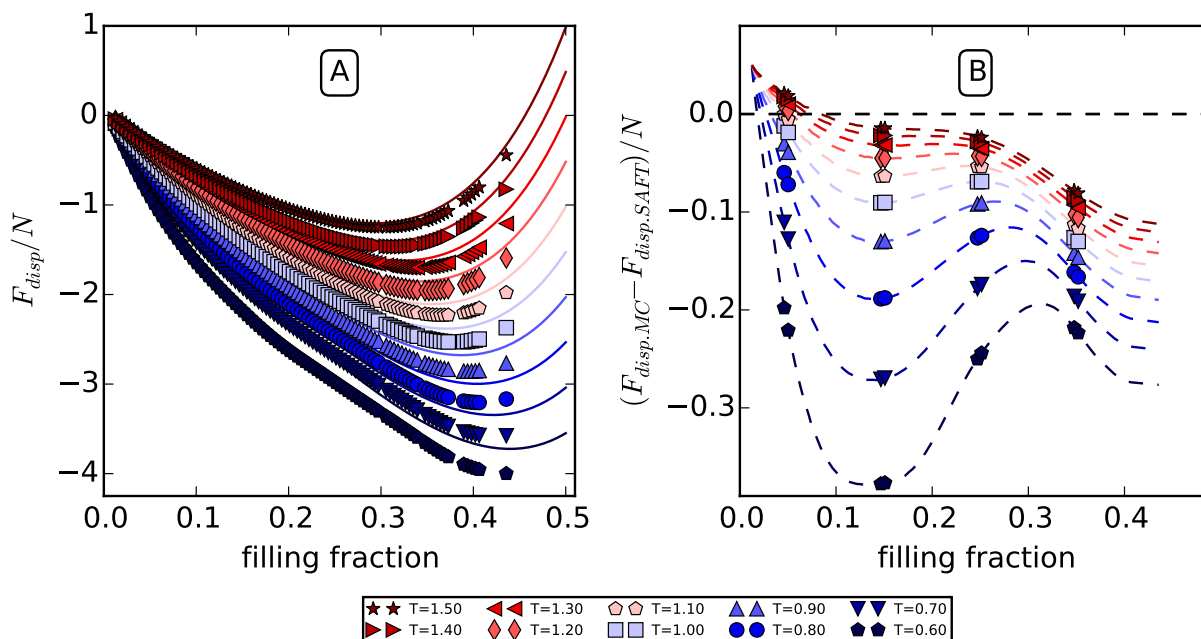 A
B
1
0
−1
−2
−3
−4
F_disp/N
0.0 0.1 0.2 0.3 0.4 0.5
filling fraction
0.0
−0.1
−0.2
−0.3
(F_disp.MC−F_disp.SAFT)/N
0.0 0.1 0.2 0.3 0.4
filling fraction
T=1.50 T=1.30 T=1.10 T=0.90 T=0.70
T=1.40 T=1.20 T=1.00 T=0.80 T=0.60